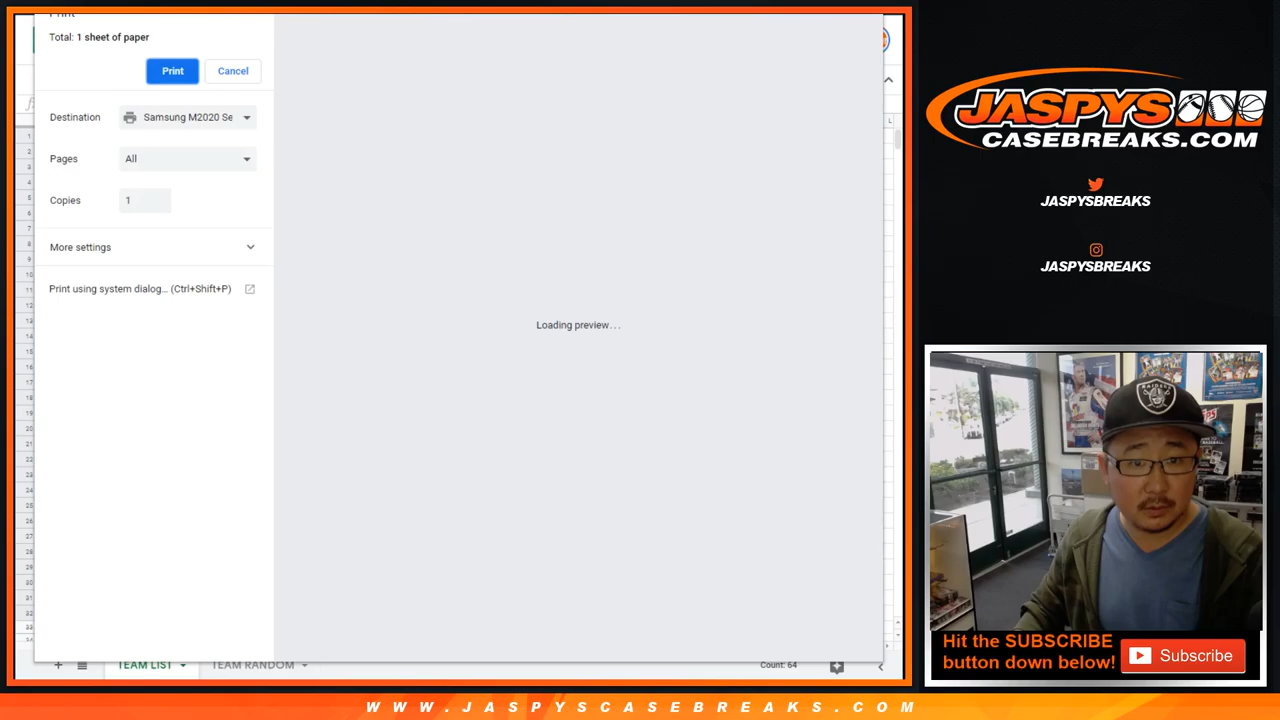 Total: 1 sheet of paper
Print
Cancel
Destination
Samsung M2020 Se
Pages
All
Copies
1
More settings
Print using system dialog... (Ctrl+Shift+P)
Loading preview...
TEAM LIST
TEAM RANDOM
Count: 64
JASPYS
CASEBREAKS.COM
JASPYSBREAKS
JASPYSBREAKS
RAIDERS
Hit the SUBSCRIBE
button down below!
Subscribe
WWW.JASPYSCASEBREAKS.COM